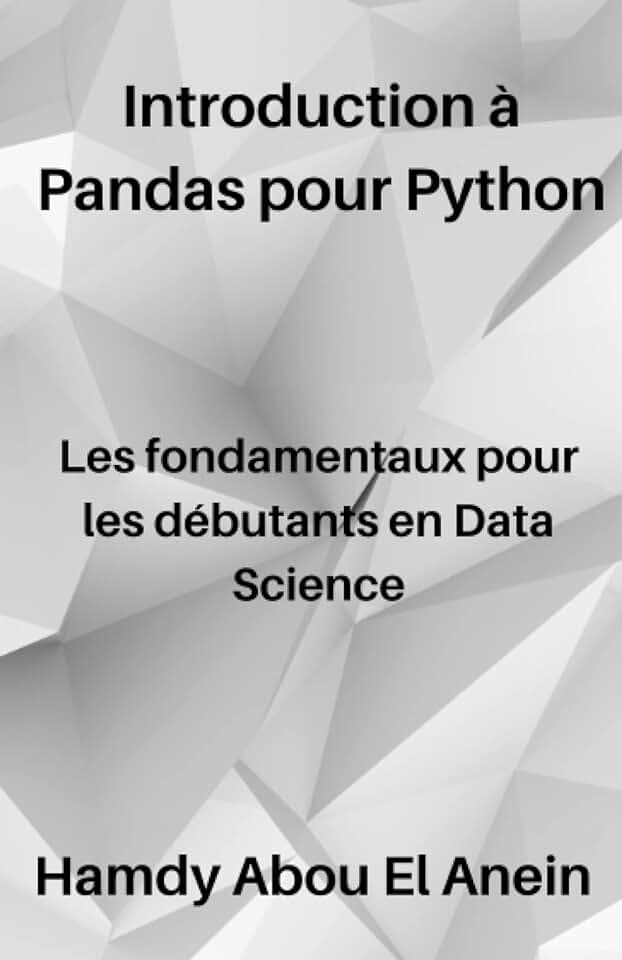 Introduction à
Pandas pour Python
Les fondamentaux pour
les débutants en Data
Science
Hamdy Abou El Anein